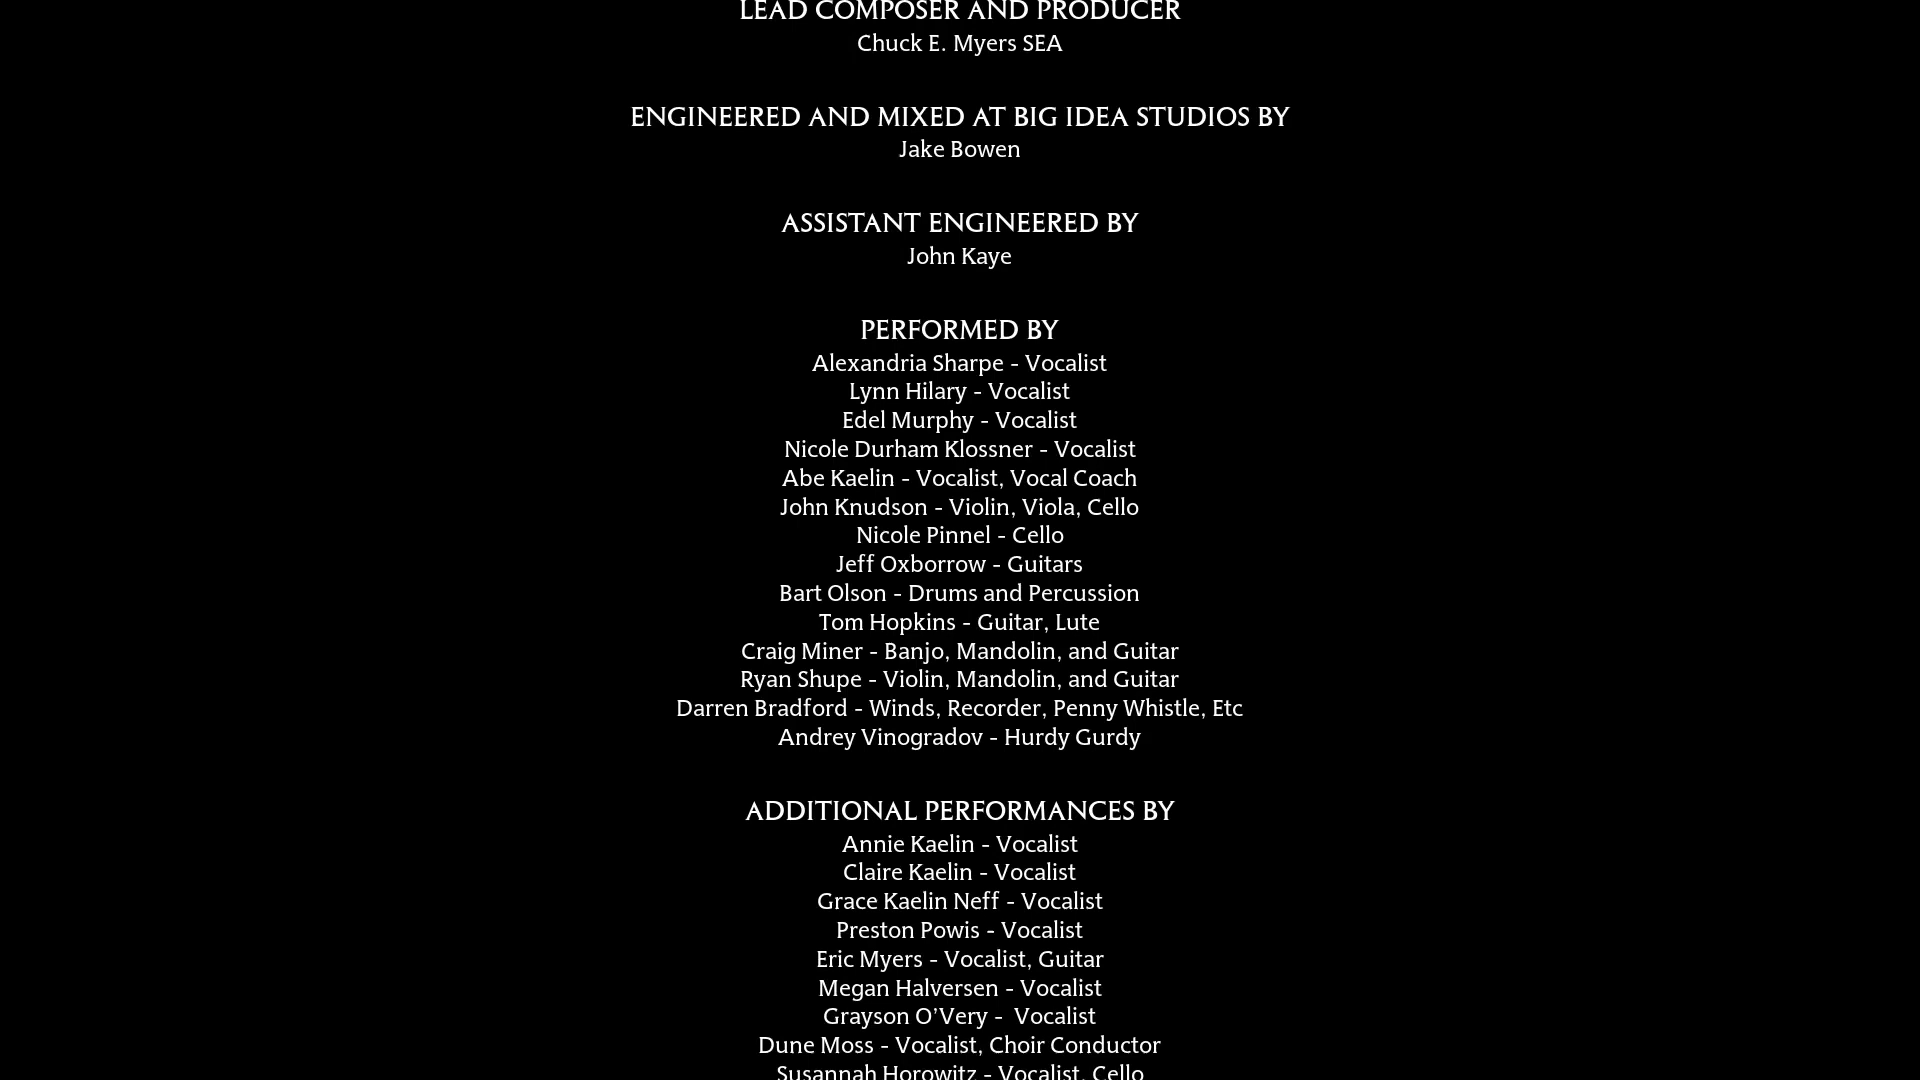 LEAD COMPOSER AND PRODUCER
Chuck E. Myers SEA
ENGINEERED AND MIXED AT BIG IDEA STUDIOS BY
Jake Bowen
ASSISTANT ENGINEERED BY
John Kaye
PERFORMED BY
Alexandria Sharpe - Vocalist
Lynn Hilary - Vocalist
Edel Murphy - Vocalist
Nicole Durham Klossner - Vocalist
Abe Kaelin - Vocalist, Vocal Coach
John Knudson - Violin, Viola, Cello
Nicole Pinnel - Cello
Jeff Oxborrow - Guitars
Bart Olson - Drums and Percussion
Tom Hopkins - Guitar, Lute
Craig Miner - Banjo, Mandolin, and Guitar
Ryan Shupe - Violin, Mandolin, and Guitar
Darren Bradford - Winds, Recorder, Penny Whistle, Etc
Andrey Vinogradov - Hurdy Gurdy
ADDITIONAL PERFORMANCES BY
Annie Kaelin - Vocalist
Claire Kaelin - Vocalist
Grace Kaelin Neff - Vocalist
Preston Powis - Vocalist
Eric Myers - Vocalist, Guitar
Megan Halversen - Vocalist
Grayson O’Very -  Vocalist
Dune Moss - Vocalist, Choir Conductor
Susannah Horowitz - Vocalist, Cello